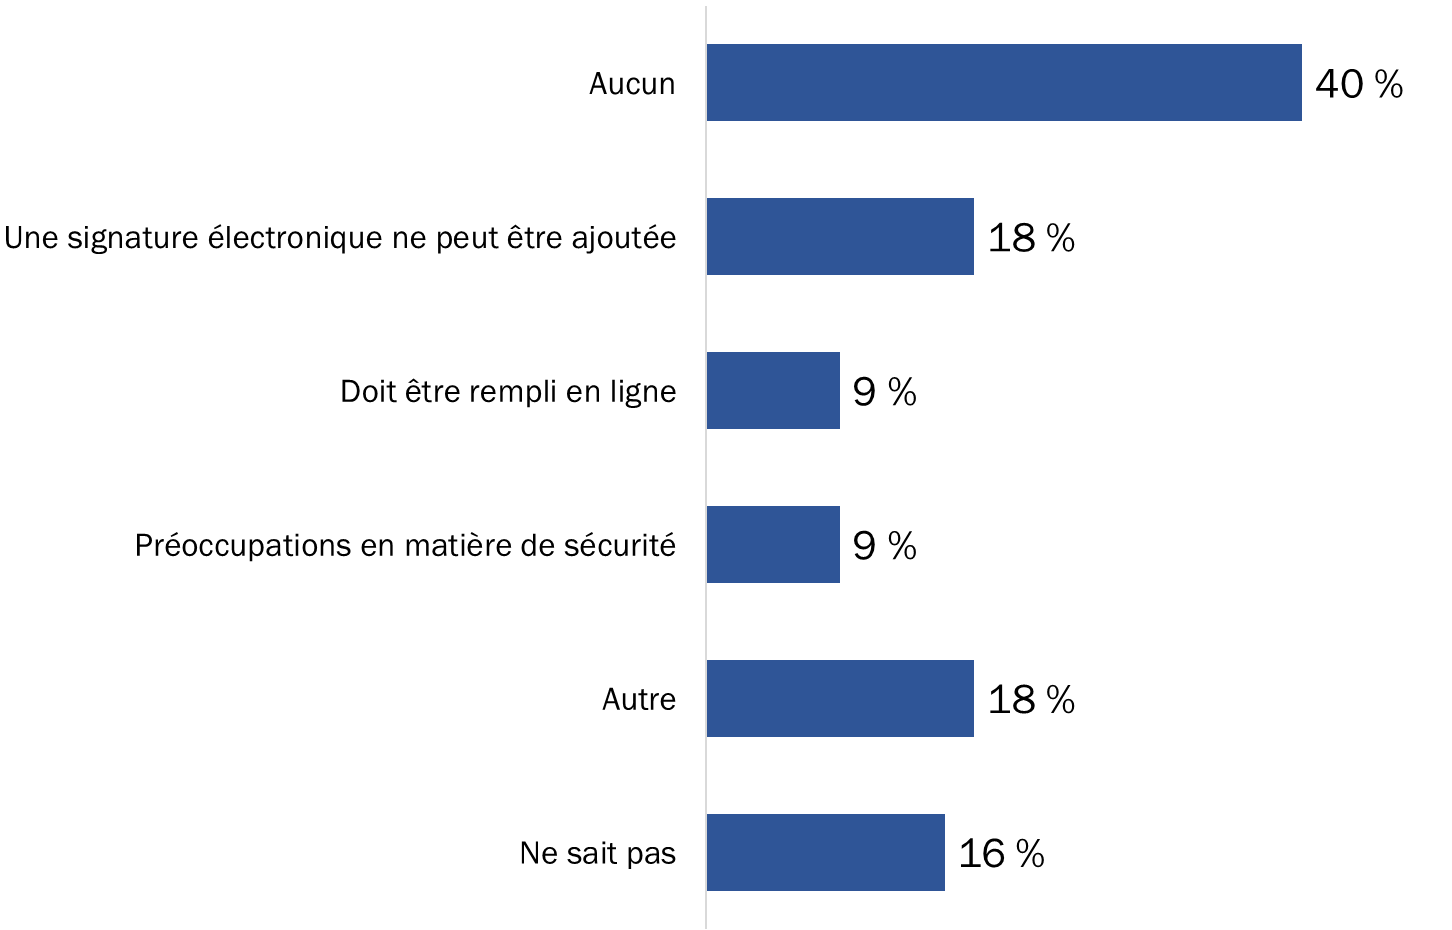 Aucun 40 %
Une signature électronique ne peut être ajoutée 18 %
Doit être rempli en ligne 9 %
Préoccupations en matière de sécurité 9 %
Autre 18 %
Ne sait pas 16 %